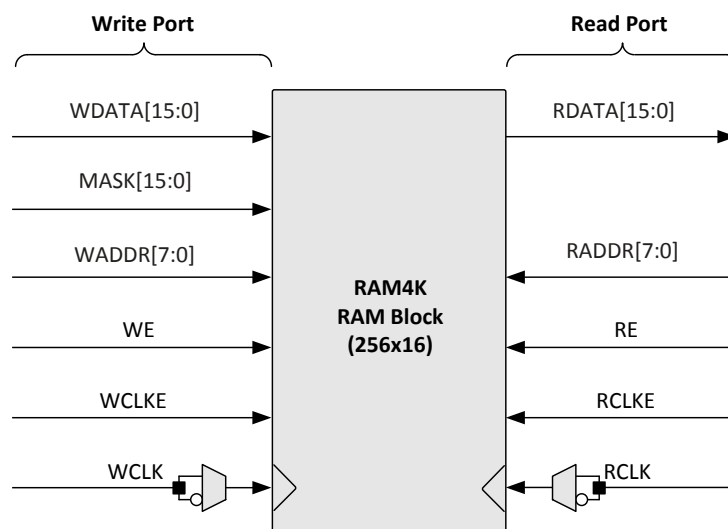 Write Port
Read Port
WDATA[15:0]
RDATA[15:0]
MASK[15:0]
WADDR[7:0]
RADDR[7:0]
RAM4K
RAM Block
(256x16)
WE
RE
WCLKE
RCLKE
WCLK
RCLK